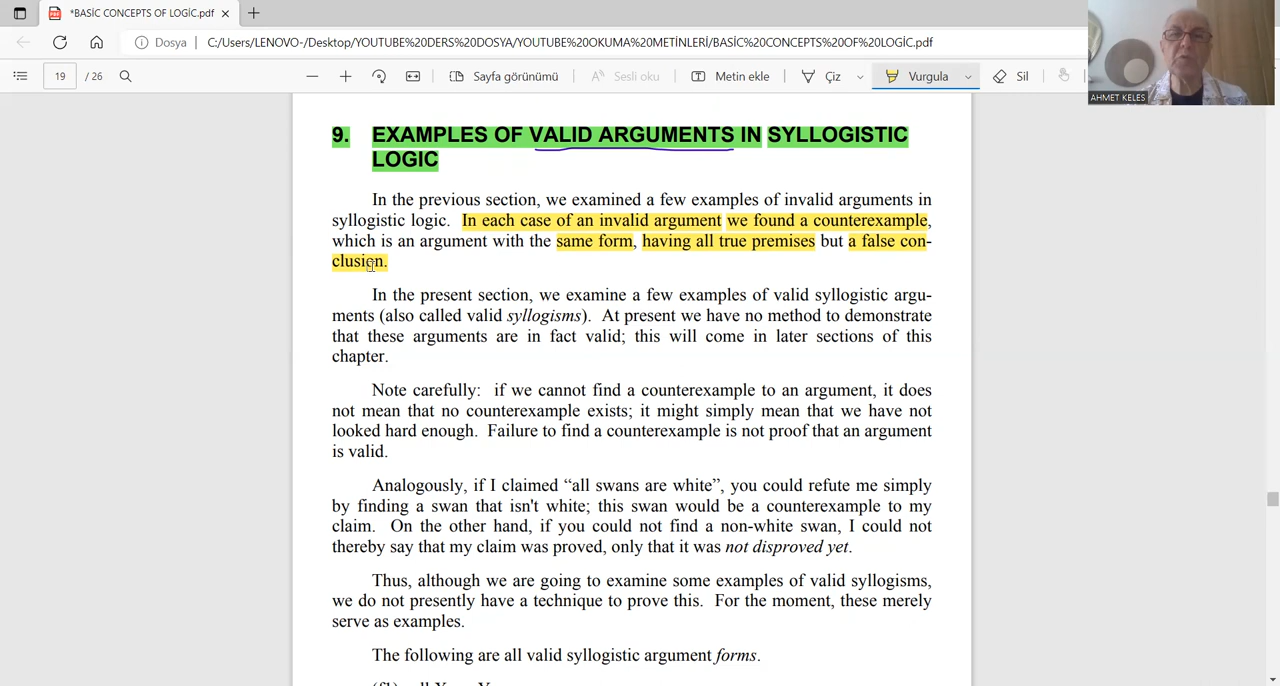 *BASİC CONCEPTS OF LOGİC.pdf
Dosya C:/Users/LENOVO-/Desktop/YOUTUBE%20DERS%20DOSYA/YOUTUBE%20OKUMA%20METİNLERİ/BASİC%20CONCEPTS%20OF%20LOGİC.pdf
19 / 26 Sayfa görünümü Sesli oku Metin ekle Çiz Vurgula Sil
AHMET KELES
9. EXAMPLES OF VALID ARGUMENTS IN SYLLOGISTIC
LOGIC
In the previous section, we examined a few examples of invalid arguments in
syllogistic logic. In each case of an invalid argument we found a counterexample,
which is an argument with the same form, having all true premises but a false con-
clusion.
In the present section, we examine a few examples of valid syllogistic argu-
ments (also called valid syllogisms). At present we have no method to demonstrate
that these arguments are in fact valid; this will come in later sections of this
chapter.
Note carefully: if we cannot find a counterexample to an argument, it does
not mean that no counterexample exists; it might simply mean that we have not
looked hard enough. Failure to find a counterexample is not proof that an argument
is valid.
Analogously, if I claimed “all swans are white”, you could refute me simply
by finding a swan that isn't white; this swan would be a counterexample to my
claim. On the other hand, if you could not find a non-white swan, I could not
thereby say that my claim was proved, only that it was not disproved yet.
Thus, although we are going to examine some examples of valid syllogisms,
we do not presently have a technique to prove this. For the moment, these merely
serve as examples.
The following are all valid syllogistic argument forms.